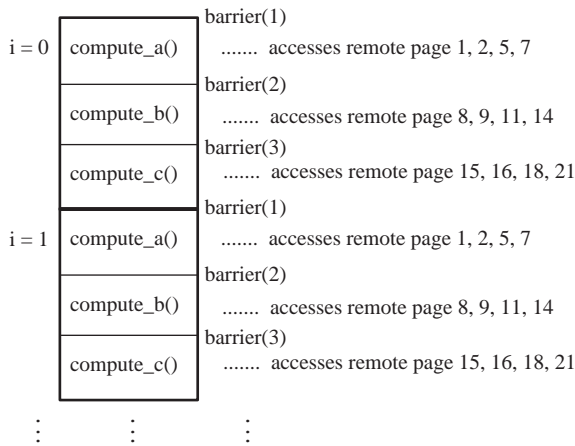 barrier(1)
i = 0 compute_a() ....... accesses remote page 1, 2, 5, 7
barrier(2)
compute_b() ....... accesses remote page 8, 9, 11, 14
barrier(3)
compute_c() ....... accesses remote page 15, 16, 18, 21
barrier(1)
i = 1 compute_a() ....... accesses remote page 1, 2, 5, 7
barrier(2)
compute_b() ....... accesses remote page 8, 9, 11, 14
barrier(3)
compute_c() ....... accesses remote page 15, 16, 18, 21
⋮ ⋮ ⋮